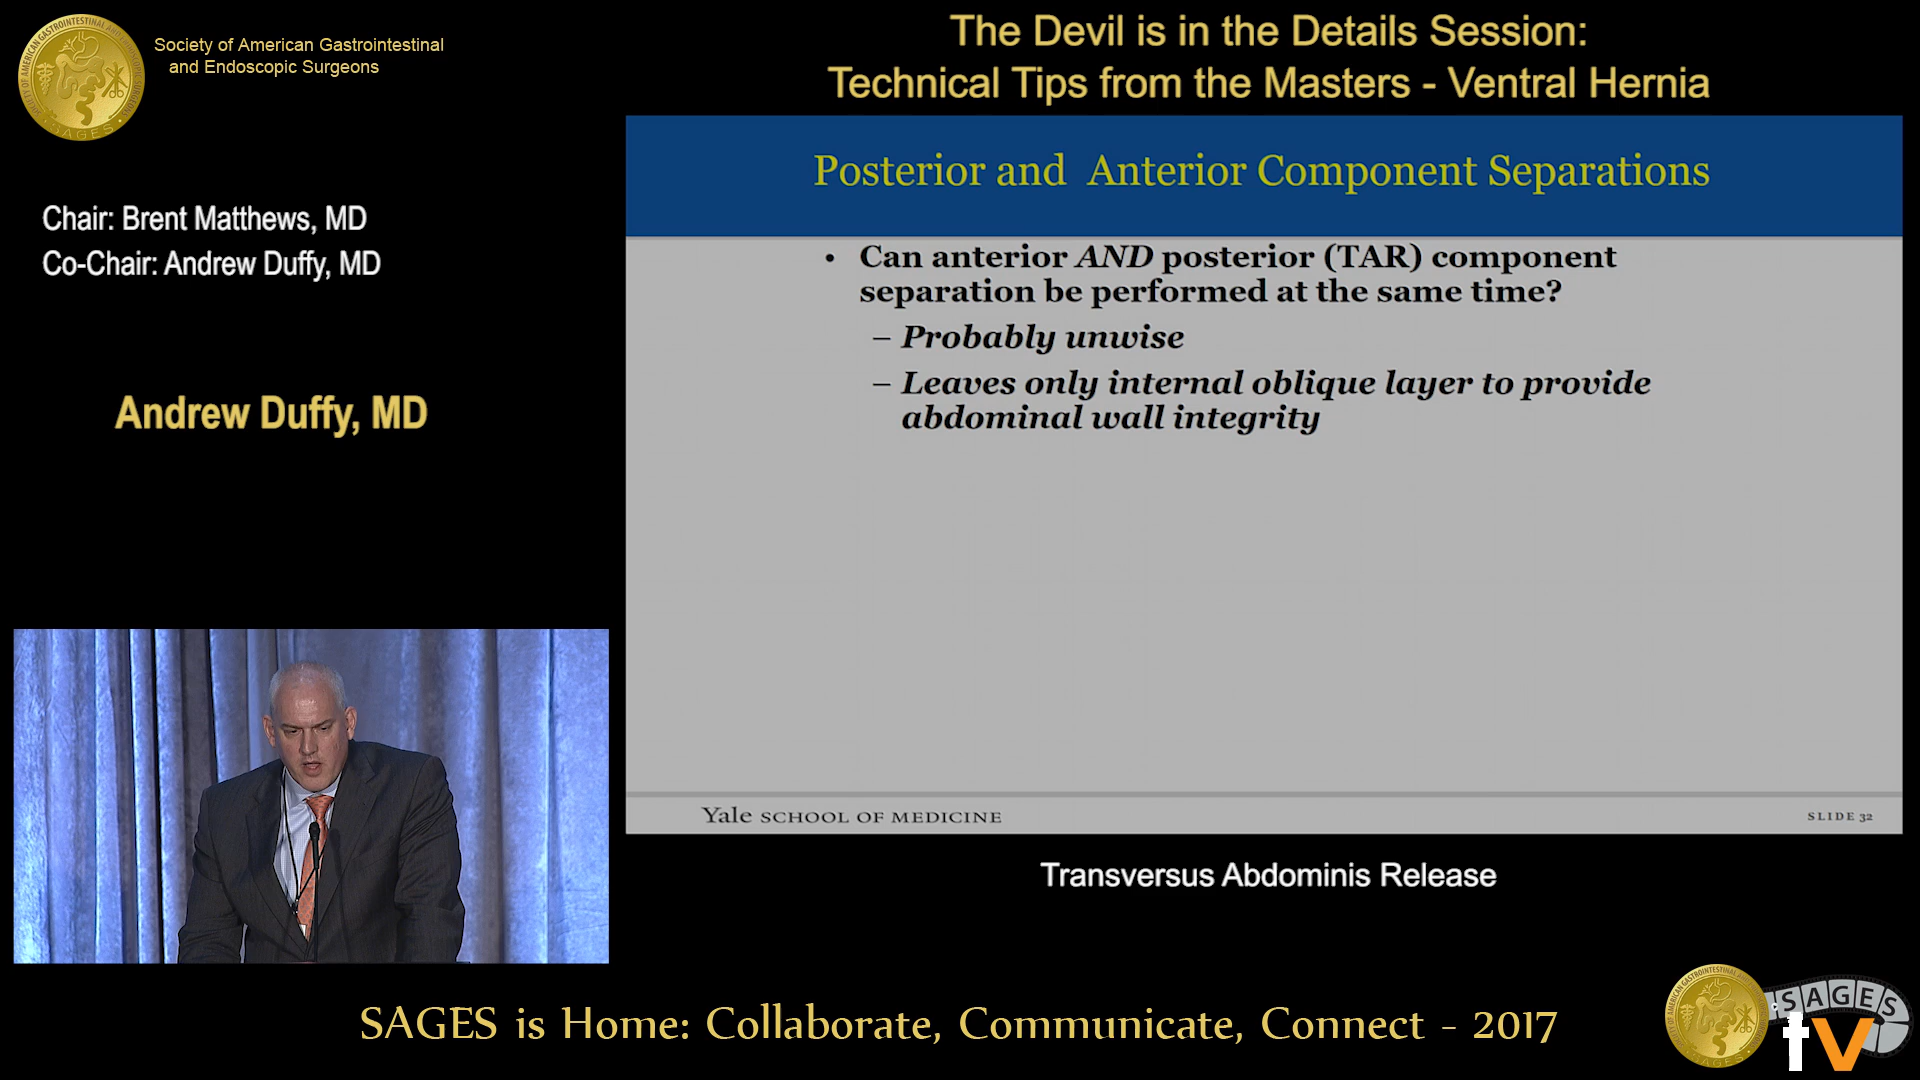 Society of American Gastrointestinal
and Endoscopic Surgeons
The Devil is in the Details Session:
Technical Tips from the Masters - Ventral Hernia
Chair: Brent Matthews, MD
Co-Chair: Andrew Duffy, MD
Andrew Duffy, MD
Posterior and Anterior Component Separations
• Can anterior AND posterior (TAR) component
separation be performed at the same time?
– Probably unwise
– Leaves only internal oblique layer to provide
abdominal wall integrity
Yale SCHOOL OF MEDICINE
SLIDE 32
Transversus Abdominis Release
SAGES is Home: Collaborate, Communicate, Connect - 2017
SAGES
tv